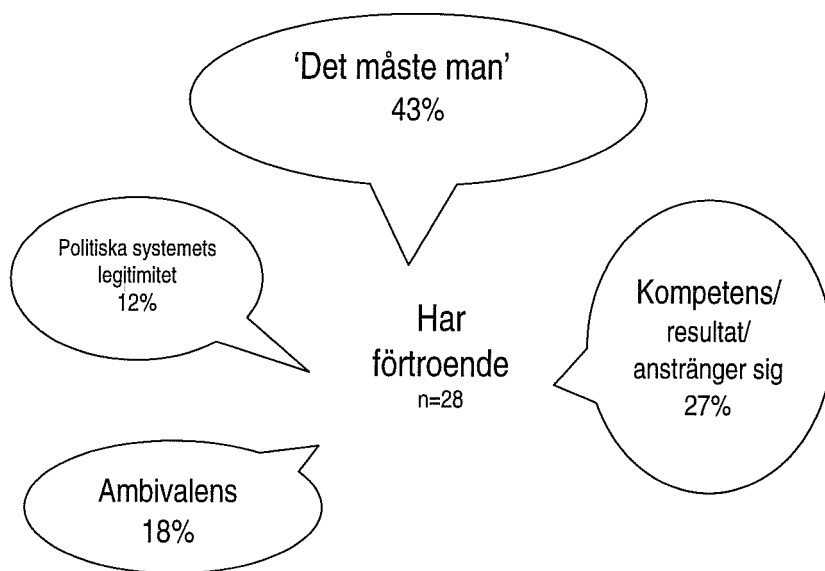 'Det måste man'
43%
Politiska systemets
legitimitet
12%
Har
förtroende
n=28
Kompetens/
resultat/
anstränger sig
27%
Ambivalens
18%